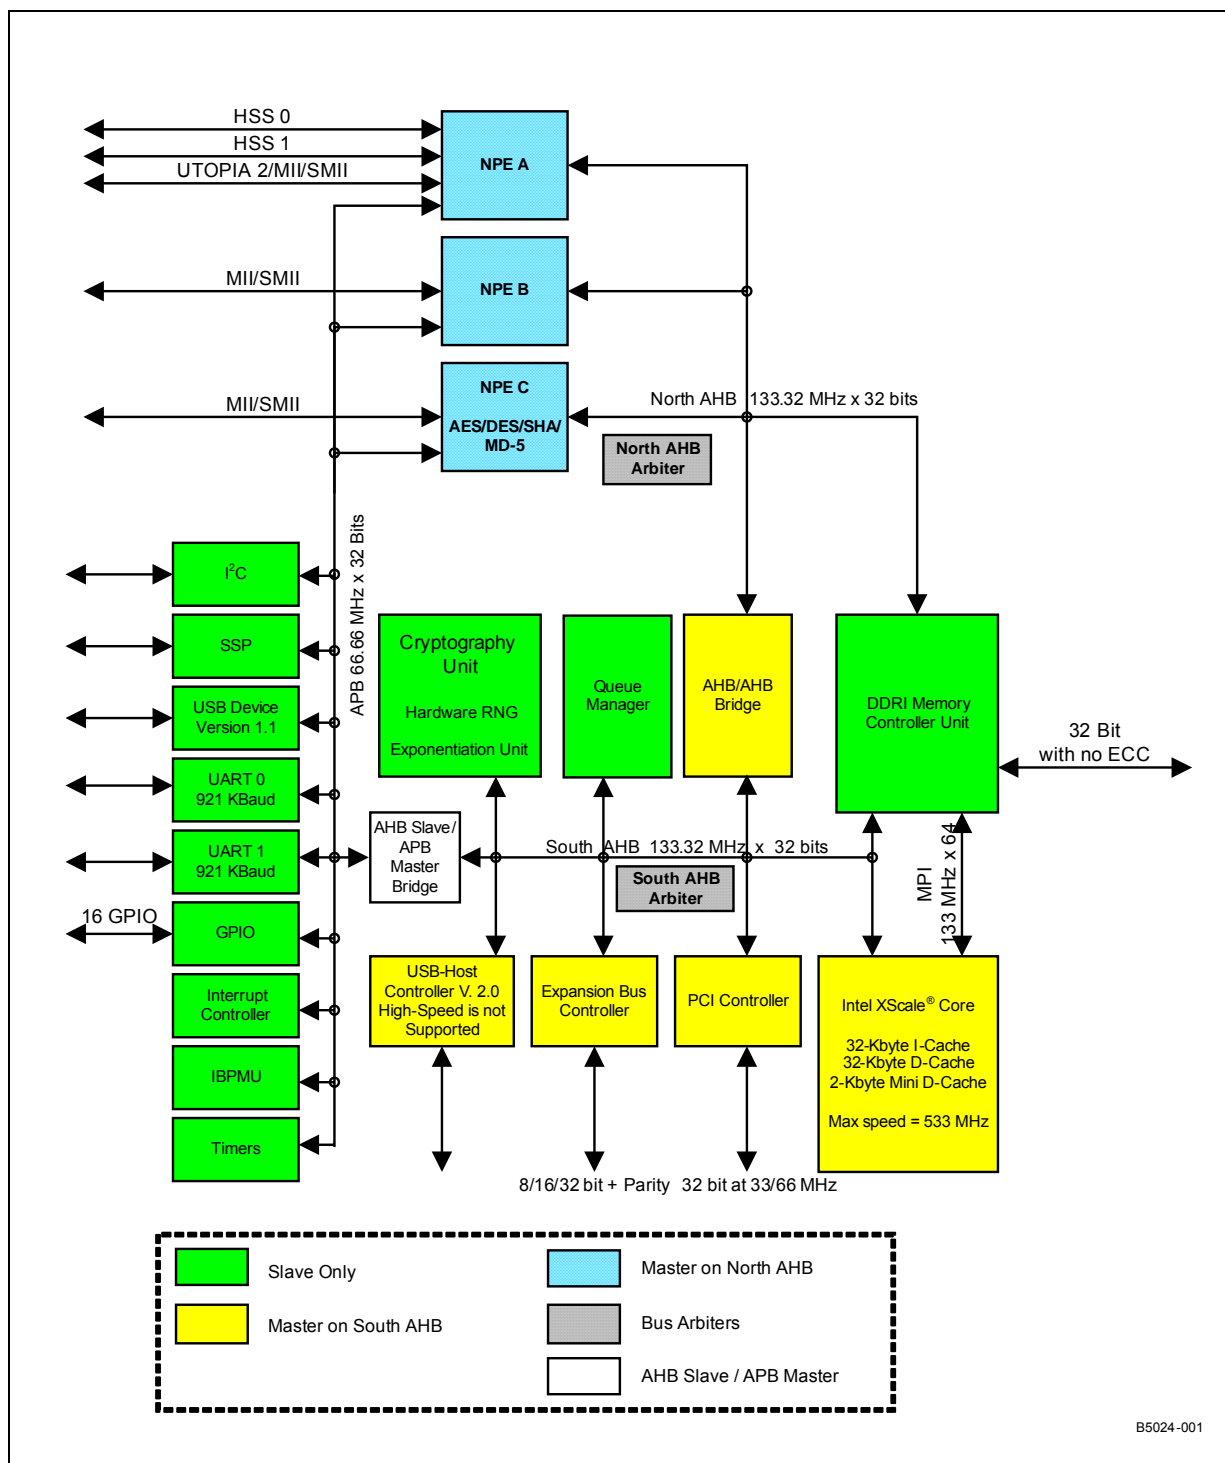 HSS 0
HSS 1
UTOPIA 2/MII/SMII
NPE A
MII/SMII
NPE B
MII/SMII
NPE C
AES/DES/SHA/
MD-5
North AHB 133.32 MHz x 32 bits
North AHB
Arbiter
APB 66.66 MHz x 32 Bits
I²C
SSP
USB Device
Version 1.1
UART 0
921 KBaud
UART 1
921 KBaud
16 GPIO
GPIO
Interrupt
Controller
IBPMU
Timers
Cryptography
Unit
Hardware RNG
Exponentiation Unit
Queue
Manager
AHB/AHB
Bridge
DDRI Memory
Controller Unit
32 Bit
with no ECC
AHB Slave/
APB
Master
Bridge
South AHB 133.32 MHz x 32 bits
South AHB
Arbiter
MPI
133 MHz x 64
USB-Host
Controller V. 2.0
High-Speed is not
Supported
Expansion Bus
Controller
PCI Controller
Intel XScale® Core
32-Kbyte I-Cache
32-Kbyte D-Cache
2-Kbyte Mini D-Cache
Max speed = 533 MHz
8/16/32 bit + Parity
32 bit at 33/66 MHz
Slave Only
Master on North AHB
Master on South AHB
Bus Arbiters
AHB Slave / APB Master
B5024-001